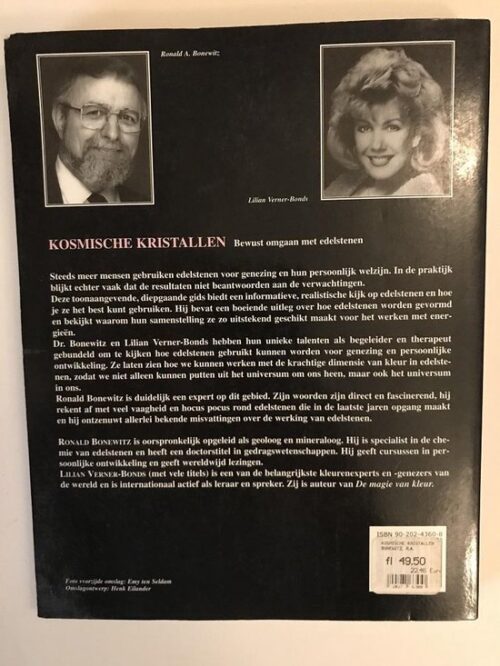 Ronald A. Bonewitz
Lilian Verner-Bonds
KOSMISCHE KRISTALLEN Bewust omgaan met edelstenen
Steeds meer mensen gebruiken edelstenen voor genezing en hun persoonlijk welzijn. In de praktijk
blijkt echter vaak dat de resultaten niet beantwoorden aan de verwachtingen.
Deze toonaangevende, diepgaande gids biedt een informatieve, realistische kijk op edelstenen en hoe
je ze het best kunt gebruiken. Hij bevat een boeiende uitleg over hoe edelstenen worden gevormd
en bekijkt waarom hun samenstelling ze zo uitstekend geschikt maakt voor het werken met ener-
gieën.
Dr. Bonewitz en Lilian Verner-Bonds hebben hun unieke talenten als begeleider en therapeut
gebundeld om te kijken hoe edelstenen gebruikt kunnen worden voor genezing en persoonlijke
ontwikkeling. Ze laten zien hoe we kunnen werken met de krachtige dimensie van kleur in edelste-
nen, zodat we niet alleen kunnen putten uit het universum om ons heen, maar ook het universum
in ons.
Ronald Bonewitz is duidelijk een expert op dit gebied. Zijn woorden zijn direct en fascinerend, hij
rekent af met veel vaagheid en hocus pocus rond edelstenen die in de laatste jaren opgang maakt
en hij ontzenuwt allerlei bekende misvattingen over de werking van edelstenen.
RONALD BONEWITZ is oorspronkelijk opgeleid als geoloog en mineraloog. Hij is specialist in de che-
mie van edelstenen en heeft een doctorstitel in gedragswetenschappen. Hij geeft cursussen in per-
soonlijke ontwikkeling en geeft wereldwijd lezingen.
LILIAN VERNER-BONDS (met vele titels) is een van de belangrijkste kleurenexperts en -genezers van
de wereld en is internationaal actief als leraar en spreker. Zij is auteur van De magie van kleur.
ISBN 90-202-4360-8
KOSMISCHE KRISTALLEN
BONEWITZ, R.A.
fl 49.50
22.46 Euro
Foto voorzijde omslag: Emy ten Seldam
Omslagontwerp: Henk Eilander